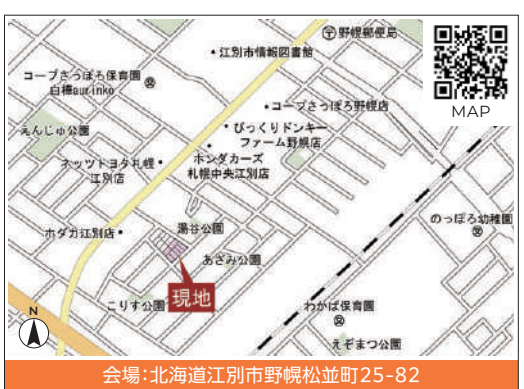 野幌郵便局
江別市情報図書館
MAP
コープさっぽろ保育園
白樺aurinko
コープさっぽろ野幌店
えんじゅ公園
びっくりドンキー
ファーム野幌店
ネッツトヨタ札幌
江別店
ホンダカーズ
札幌中央江別店
湯谷公園
のっぽろ幼稚園
ホダカ江別店
あざみ公園
現地
こりす公園
わかば保育園
N
えぞまつ公園
会場:北海道江別市野幌松並町25-82